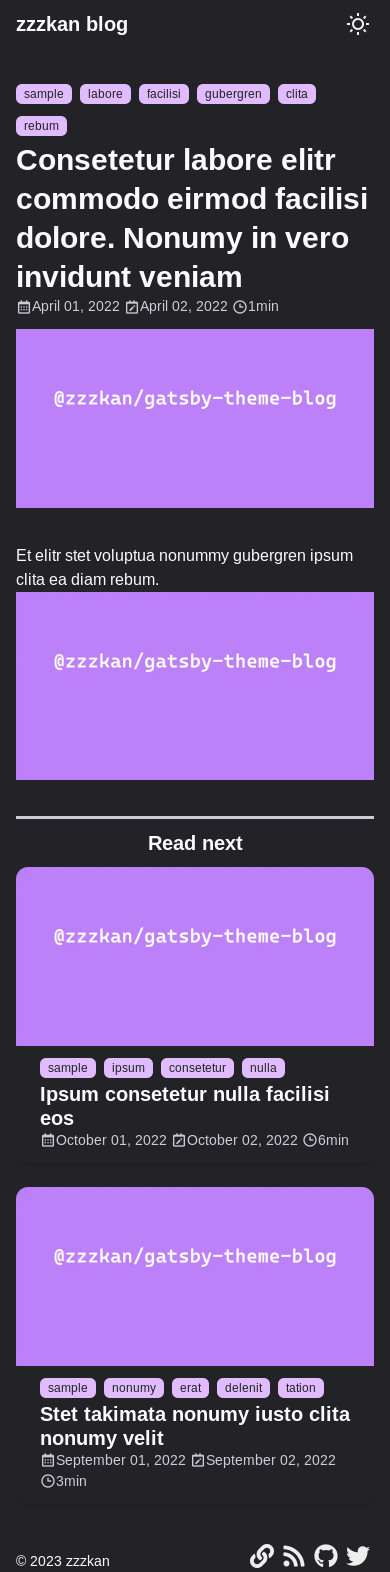 zzzkan blog
sample labore facilisi gubergren clita
rebum
Consetetur labore elitr
commodo eirmod facilisi
dolore. Nonumy in vero
invidunt veniam
April 01, 2022 April 02, 2022 1min
@zzzkan/gatsby-theme-blog
Et elitr stet voluptua nonummy gubergren ipsum
clita ea diam rebum.
@zzzkan/gatsby-theme-blog
Read next
@zzzkan/gatsby-theme-blog
sample ipsum consetetur nulla
Ipsum consetetur nulla facilisi
eos
October 01, 2022 October 02, 2022 6min
@zzzkan/gatsby-theme-blog
sample nonumy erat delenit tation
Stet takimata nonumy iusto clita
nonumy velit
September 01, 2022 September 02, 2022
3min
© 2023 zzzkan